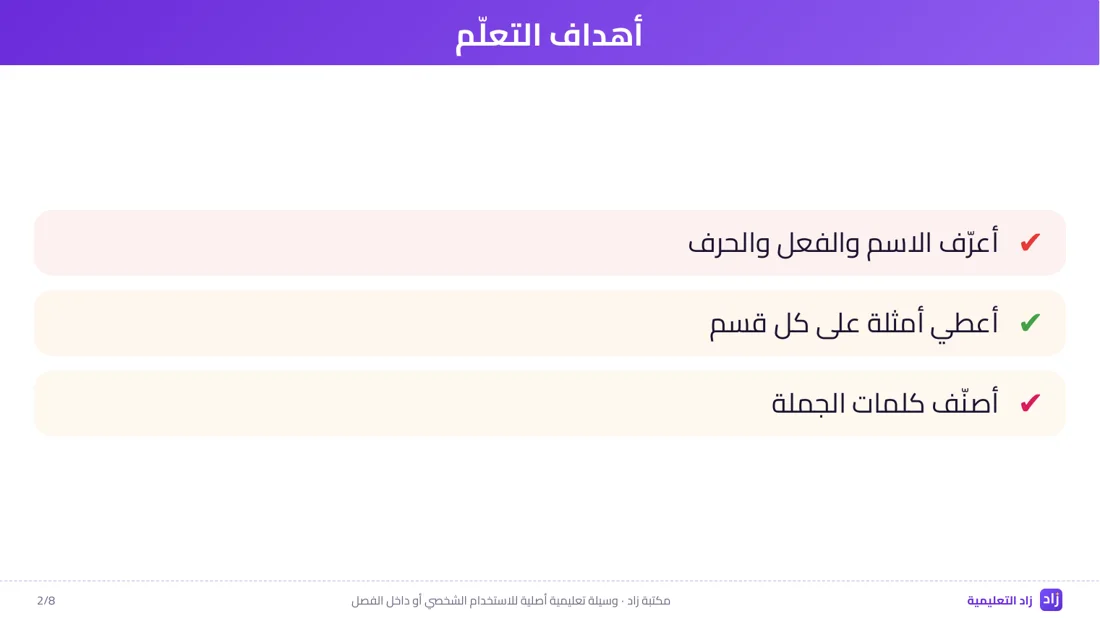 أهداف التعلّم
أعرّف الاسم والفعل والحرف
أعطي أمثلة على كل قسم
أصنّف كلمات الجملة
زاد زاد التعليمية
مكتبة زاد · وسيلة تعليمية أصلية للاستخدام الشخصي أو داخل الفصل
2/8